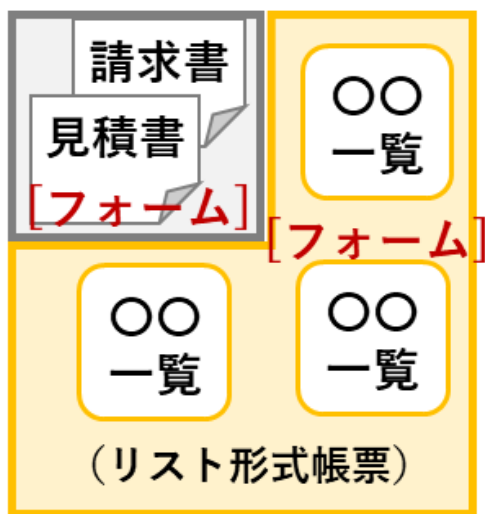 請求書
見積書
[フォーム]
○○
一覧
[フォーム]
○○
一覧
○○
一覧
（リスト形式帳票）